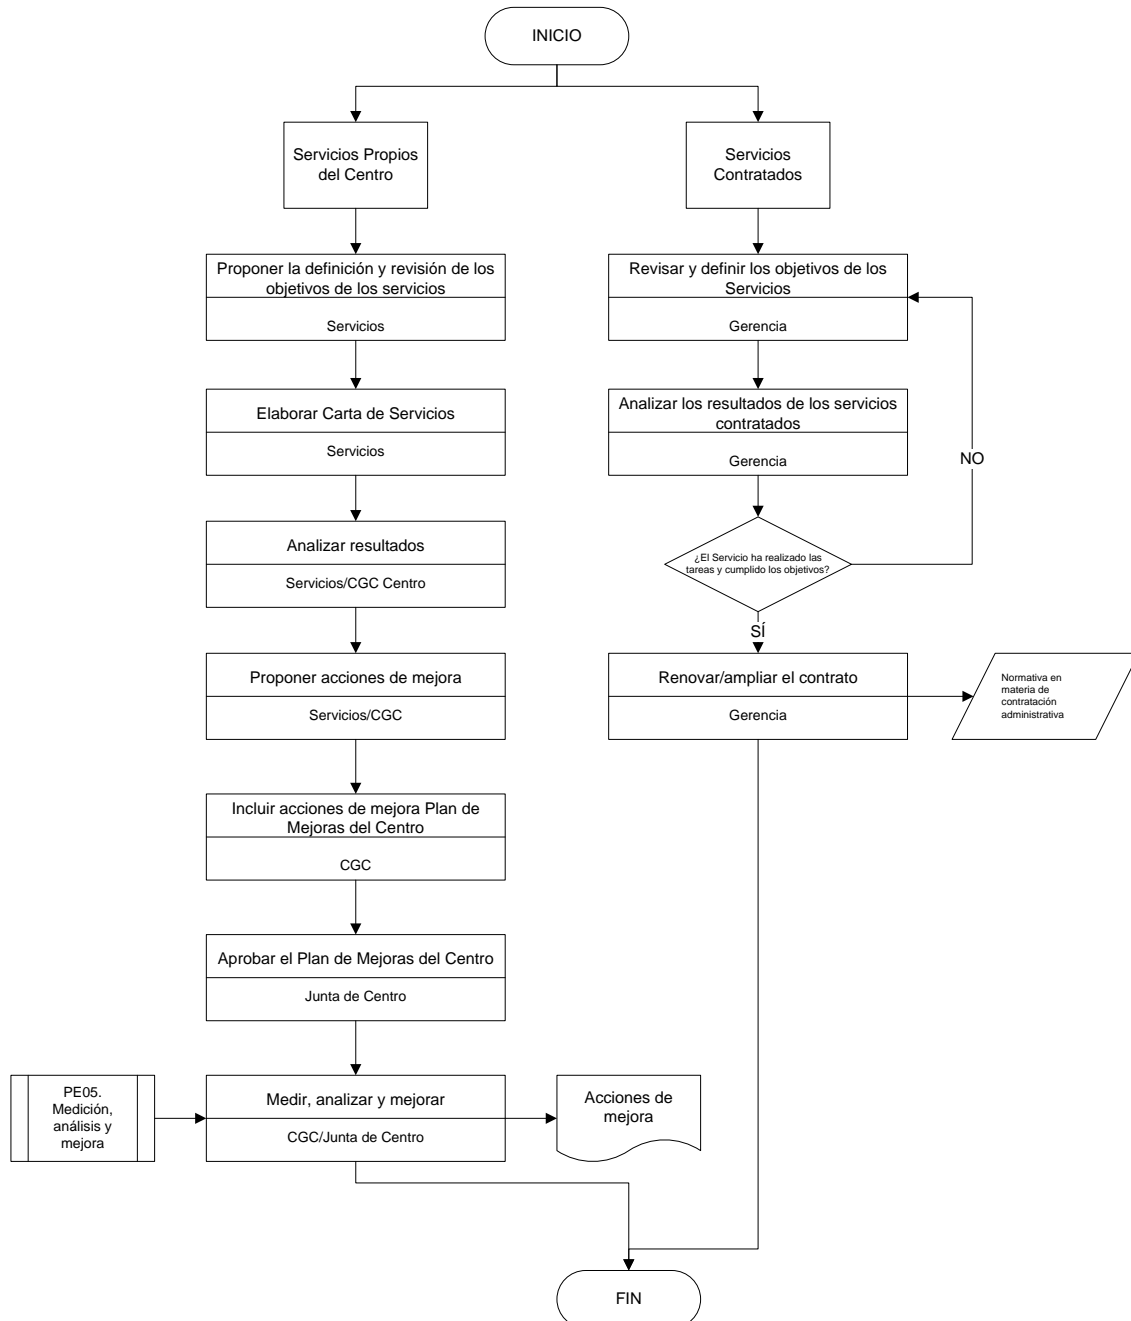 INICIO
Servicios Propios
del Centro
Servicios
Contratados
Proponer la definición y revisión de los
objetivos de los servicios
Servicios
Revisar y definir los objetivos de los
Servicios
Gerencia
Elaborar Carta de Servicios
Servicios
Analizar los resultados de los servicios
contratados
Gerencia
NO
Analizar resultados
Servicios/CGC Centro
¿El Servicio ha realizado las
tareas y cumplido los objetivos?
SÍ
Proponer acciones de mejora
Servicios/CGC
Renovar/ampliar el contrato
Gerencia
Normativa en
materia de
contratación
administrativa
Incluir acciones de mejora Plan de
Mejoras del Centro
CGC
Aprobar el Plan de Mejoras del Centro
Junta de Centro
PE05.
Medición,
análisis y
mejora
Medir, analizar y mejorar
CGC/Junta de Centro
Acciones de
mejora
FIN